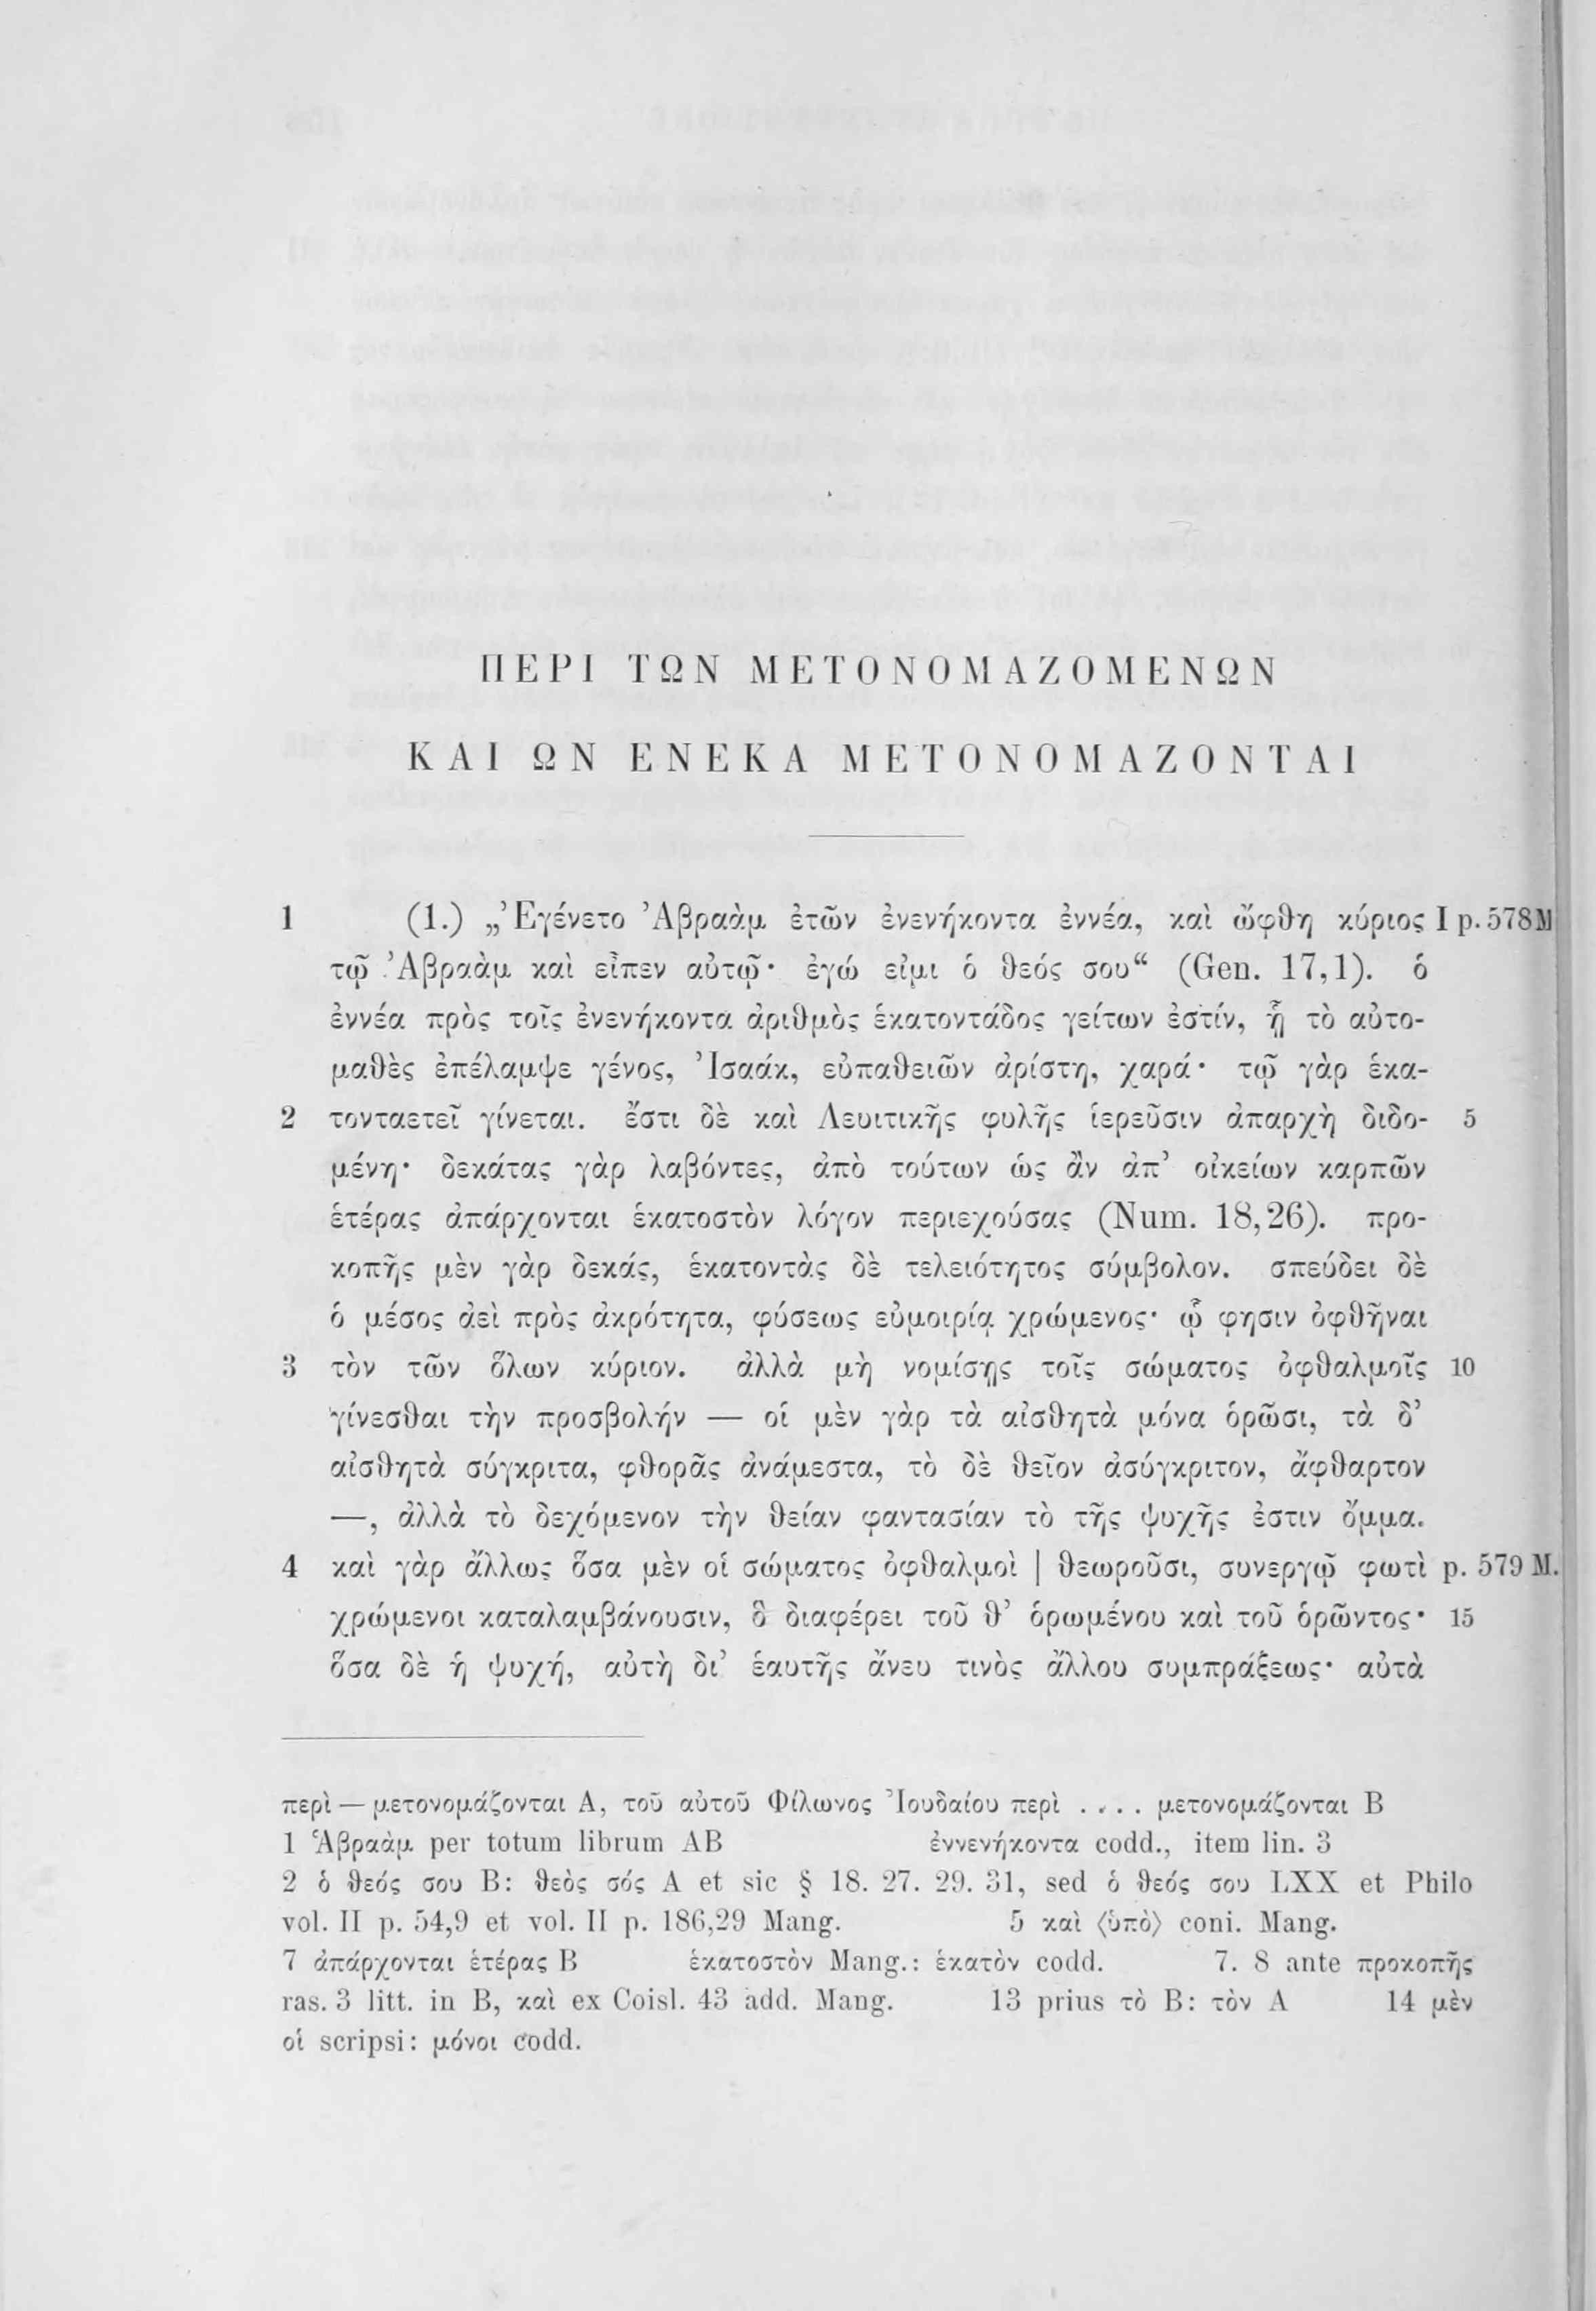 ΠΕΡΙ ΤΩΝ ΜΕΤΟΝΟΜΑΖΟΜΕΝΩΝ
ΚΑΙ ΩΝ ΕΝΕΚΑ ΜΕΤΟΝΟΜΑΖΟΝΤΑΙ
1 (1.) „Ἐγένετο Ἀβραὰμ ἐτῶν ἐνενήκοντα ἐννέα, καὶ ὤφθη κύριος I p. 578 M
τῷ Ἀβραὰμ καὶ εἶπεν αὐτῷ· ἐγώ εἰμι ὁ θεός σου“ (Gen. 17,1). ὁ
ἐννέα πρὸς τοῖς ἐνενήκοντα ἀριθμὸς ἑκατοντάδος γείτων ἐστίν, ᾗ τὸ αὐτο-
μαθὲς ἐπέλαμψε γένος, Ἰσαάκ, εὐπαθειῶν ἀρίστη, χαρά· τῷ γὰρ ἑκα-
2 τονταετεῖ γίνεται. ἔστι δὲ καὶ Λευιτικῆς φυλῆς ἱερεῦσιν ἀπαρχὴ διδο- 5
μένη· δεκάτας γὰρ λαβόντες, ἀπὸ τούτων ὡς ἂν ἀπ’ οἰκείων καρπῶν
ἑτέρας ἀπάρχονται ἑκατοστὸν λόγον περιεχούσας (Num. 18,26). προ-
κοπῆς μὲν γὰρ δεκάς, ἑκατοντὰς δὲ τελειότητος σύμβολον. σπεύδει δὲ
ὁ μέσος ἀεὶ πρὸς ἀκρότητα, φύσεως εὐμοιρίᾳ χρώμενος· ᾧ φησιν ὀφθῆναι
3 τὸν τῶν ὅλων κύριον. ἀλλὰ μὴ νομίσῃς τοῖς σώματος ὀφθαλμοῖς 10
γίνεσθαι τὴν προσβολήν — οἱ μὲν γὰρ τὰ αἰσθητὰ μόνα ὁρῶσι, τὰ δ’
αἰσθητὰ σύγκριτα, φθορᾶς ἀνάμεστα, τὸ δὲ θεῖον ἀσύγκριτον, ἄφθαρτον
—, ἀλλὰ τὸ δεχόμενον τὴν θείαν φαντασίαν τὸ τῆς ψυχῆς ἐστιν ὄμμα.
4 καὶ γὰρ ἄλλως ὅσα μὲν οἱ σώματος ὀφθαλμοὶ | θεωροῦσι, συνεργῷ φωτὶ p. 579 M.
χρώμενοι καταλαμβάνουσιν, ὃ διαφέρει τοῦ θ’ ὁρωμένου καὶ τοῦ ὁρῶντος· 15
ὅσα δὲ ἡ ψυχή, αὐτὴ δι’ ἑαυτῆς ἄνευ τινὸς ἄλλου συμπράξεως· αὐτὰ
περὶ — μετονομάζονται A, τοῦ αὐτοῦ Φίλωνος Ἰουδαίου περὶ .... μετονομάζονται B
1 Ἁβραὰμ per totum librum AB ἐννενήκοντα codd., item lin. 3
2 ὁ θεός σου B: θεὸς σός A et sic § 18. 27. 29. 31, sed ὁ θεός σου LXX et Philo
vol. II p. 54,9 et vol. II p. 186,29 Mang. 5 καὶ ⟨ὑπὸ⟩ coni. Mang.
7 ἀπάρχονται ἑτέρας B ἑκατοστὸν Mang.: ἑκατὸν codd. 7. 8 ante προκοπῆς
ras. 3 litt. in B, καὶ ex Coisl. 43 add. Mang. 13 prius τὸ B: τὸν A 14 μὲν
οἱ scripsi: μόνοι codd.